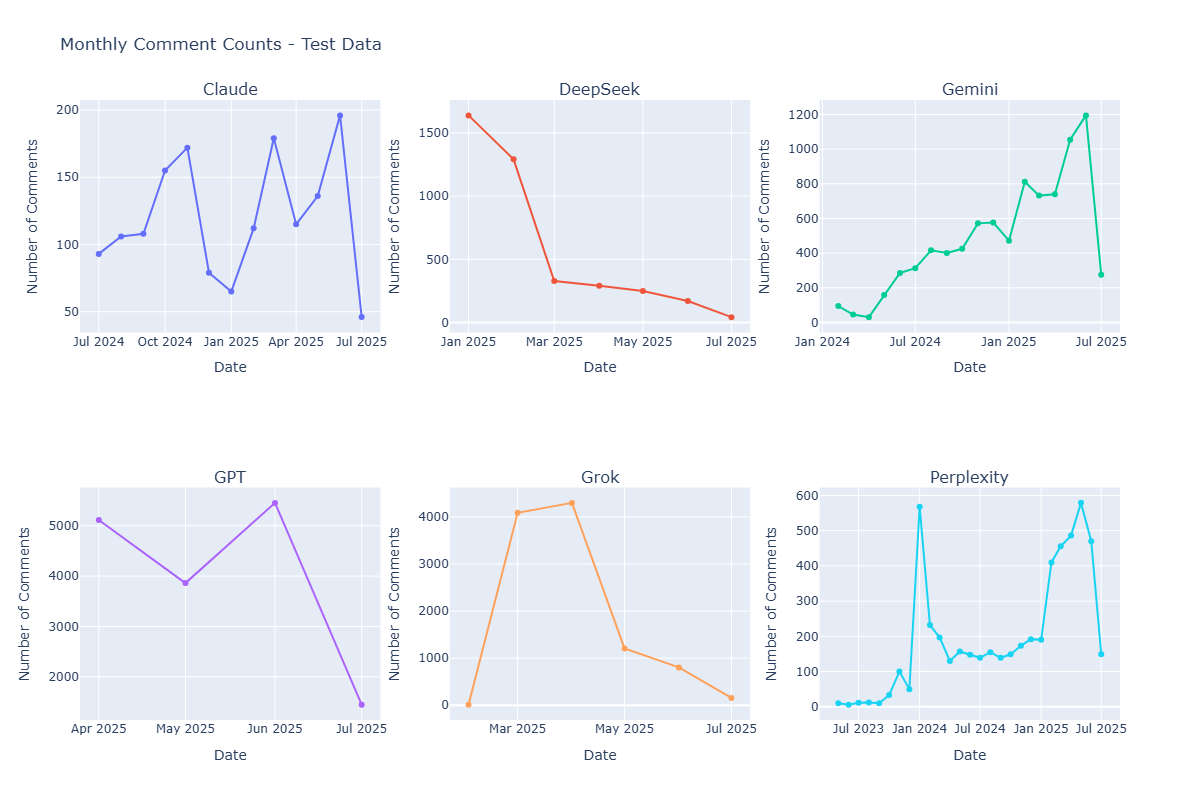 Monthly Comment Counts - Test Data
Claude
DeepSeek
Gemini
Number of Comments
200
150
100
50
Jul 2024 Oct 2024 Jan 2025 Apr 2025 Jul 2025
Date
Number of Comments
1500
1000
500
0
Jan 2025 Mar 2025 May 2025 Jul 2025
Date
Number of Comments
1200
1000
800
600
400
200
0
Jan 2024 Jul 2024 Jan 2025 Jul 2025
Date
GPT
Grok
Perplexity
Number of Comments
5000
4000
3000
2000
Apr 2025 May 2025 Jun 2025 Jul 2025
Date
Number of Comments
4000
3000
2000
1000
0
Mar 2025 May 2025 Jul 2025
Date
Number of Comments
600
500
400
300
200
100
0
Jul 2023 Jan 2024 Jul 2024 Jan 2025 Jul 2025
Date